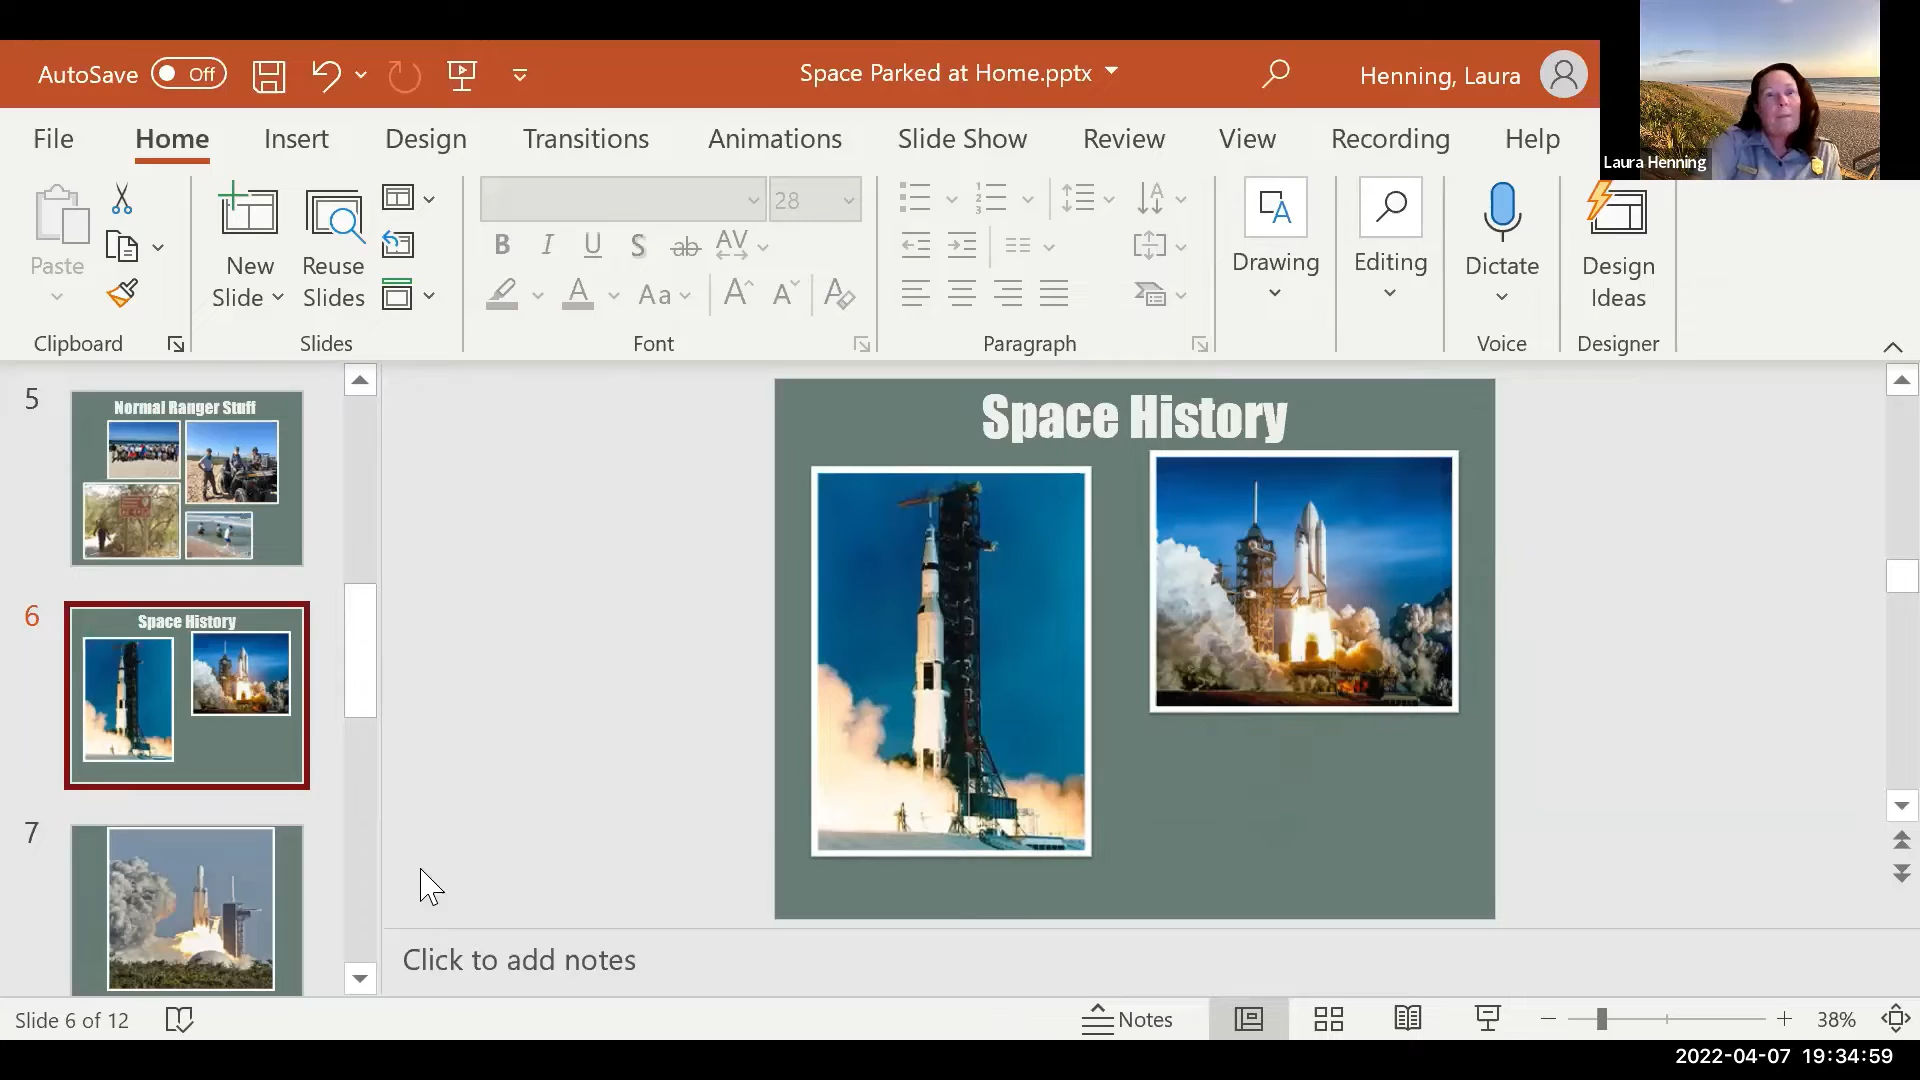 AutoSave
Off
Space Parked at Home.pptx
Henning, Laura
Laura Henning
File
Home
Insert
Design
Transitions
Animations
Slide Show
Review
View
Recording
Help
Paste
New
Slide
Reuse
Slides
28
B
I
U
S
ab
AV
A
Aa
A
A
A
Drawing
Editing
Dictate
Design
Ideas
Clipboard
Slides
Font
Paragraph
Voice
Designer
5
Normal Ranger Stuff
6
Space History
7
Space History
Click to add notes
Slide 6 of 12
Notes
38%
2022-04-07 19:34:59